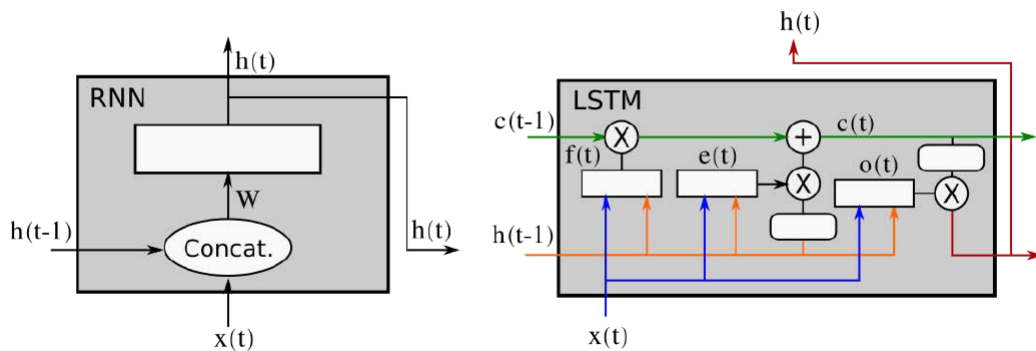 h(t)
RNN
W
h(t-1)
Concat.
h(t)
x(t)
h(t)
LSTM
c(t-1)
X
+
c(t)
f(t)
e(t)
X
o(t)
X
h(t-1)
x(t)